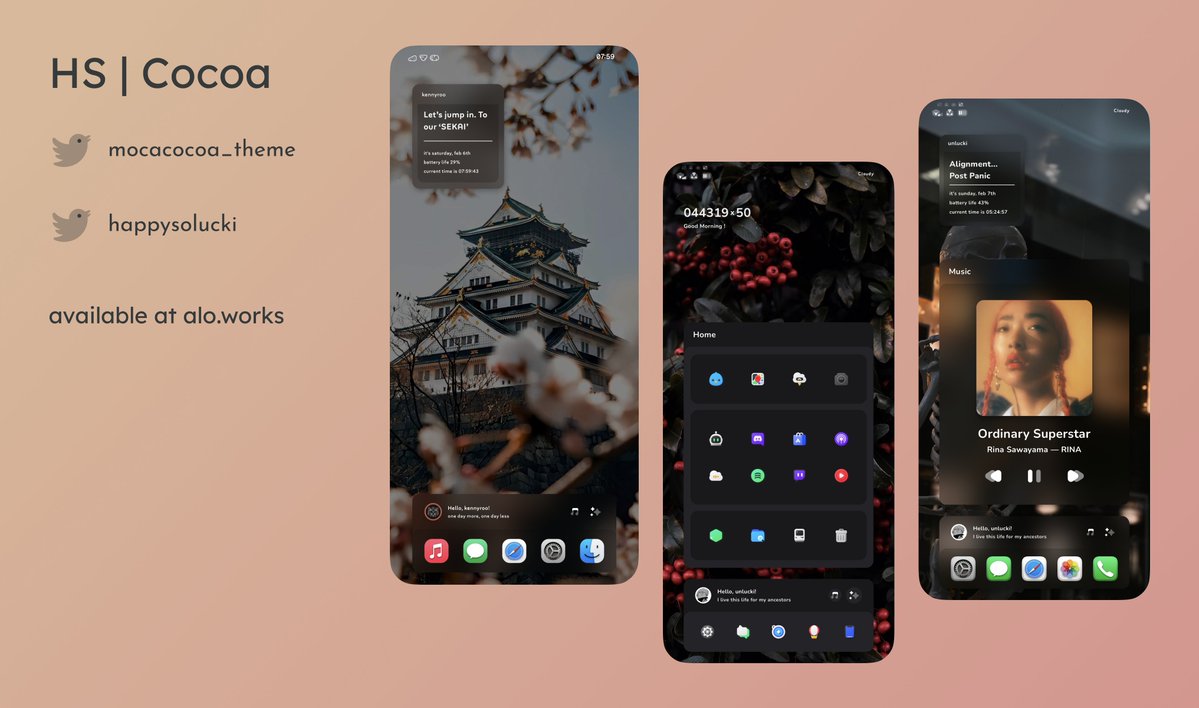 HS | Cocoa
mocacocoa_theme
happysolucki
available at alo.works
07:59
kennyroo
Let's jump in. To
our 'SEKAI'
it's saturday, feb 6th
battery life 29%
current time is 07:59:43
Hello, kennyroo!
one day more, one day less
Cloudy
044319×50
Good Morning !
Home
Hello, unlucki!
I live this life for my ancestors
Cloudy
unlucki
Alignment...
Post Panic
it's sunday, feb 7th
battery life 43%
current time is 05:24:57
Music
Ordinary Superstar
Rina Sawayama — RINA
Hello, unlucki!
I live this life for my ancestors